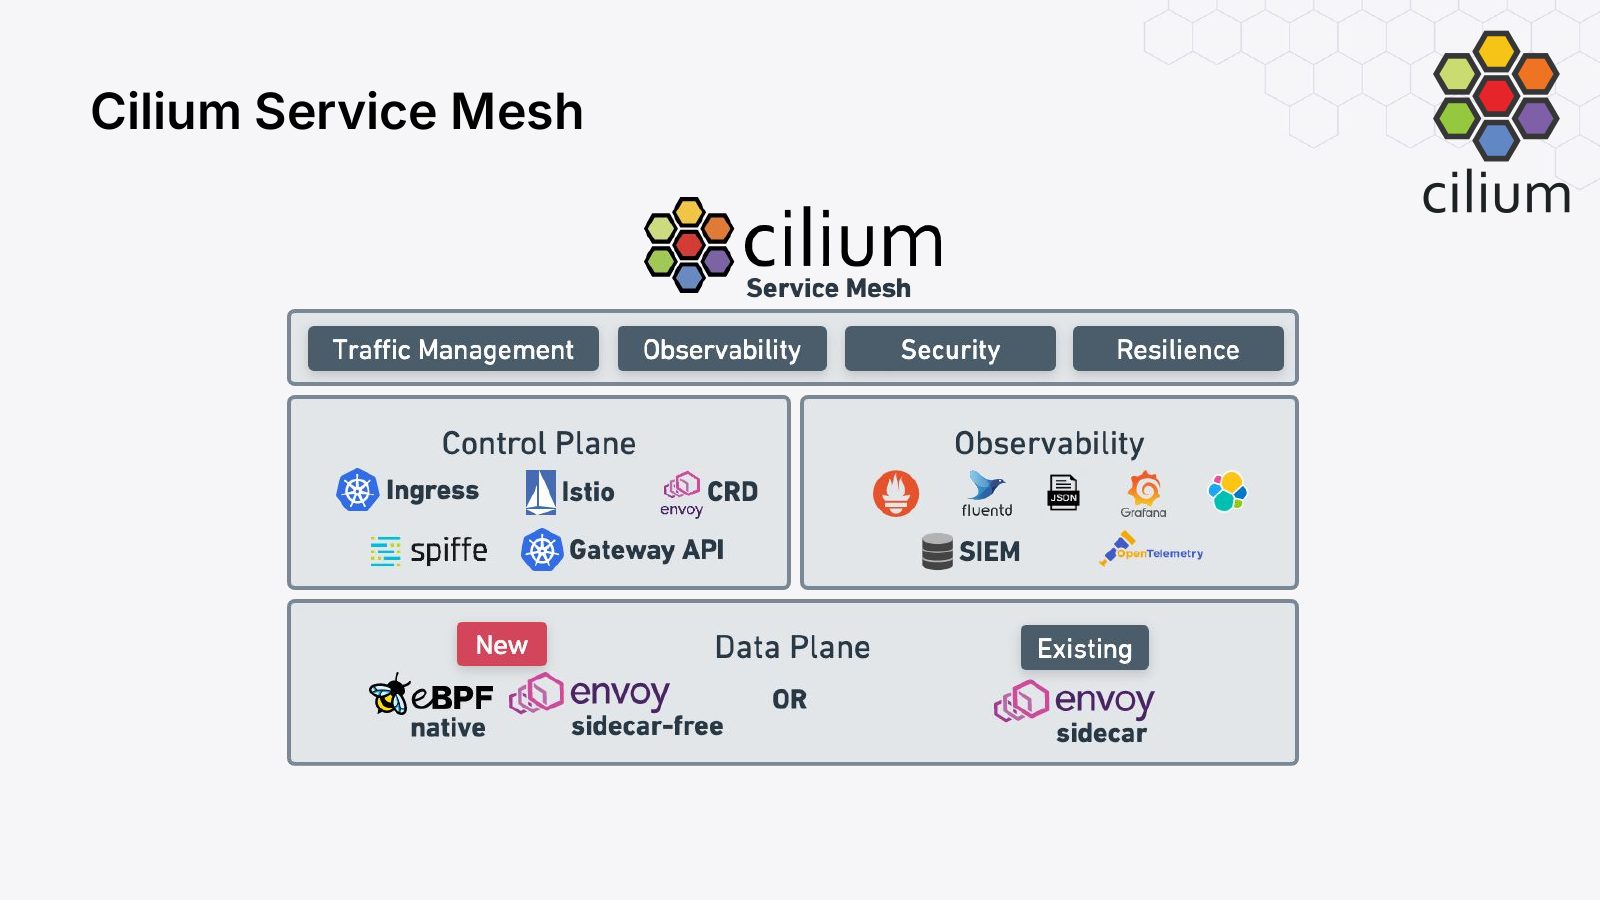 Cilium Service Mesh
cilium
cilium
Service Mesh
Traffic Management
Observability
Security
Resilience
Control Plane
Ingress
Istio
envoy
CRD
spiffe
Gateway API
Observability
fluentd
JSON
Grafana
SIEM
OpenTelemetry
Data Plane
New
eBPF
native
envoy
sidecar-free
OR
Existing
envoy
sidecar